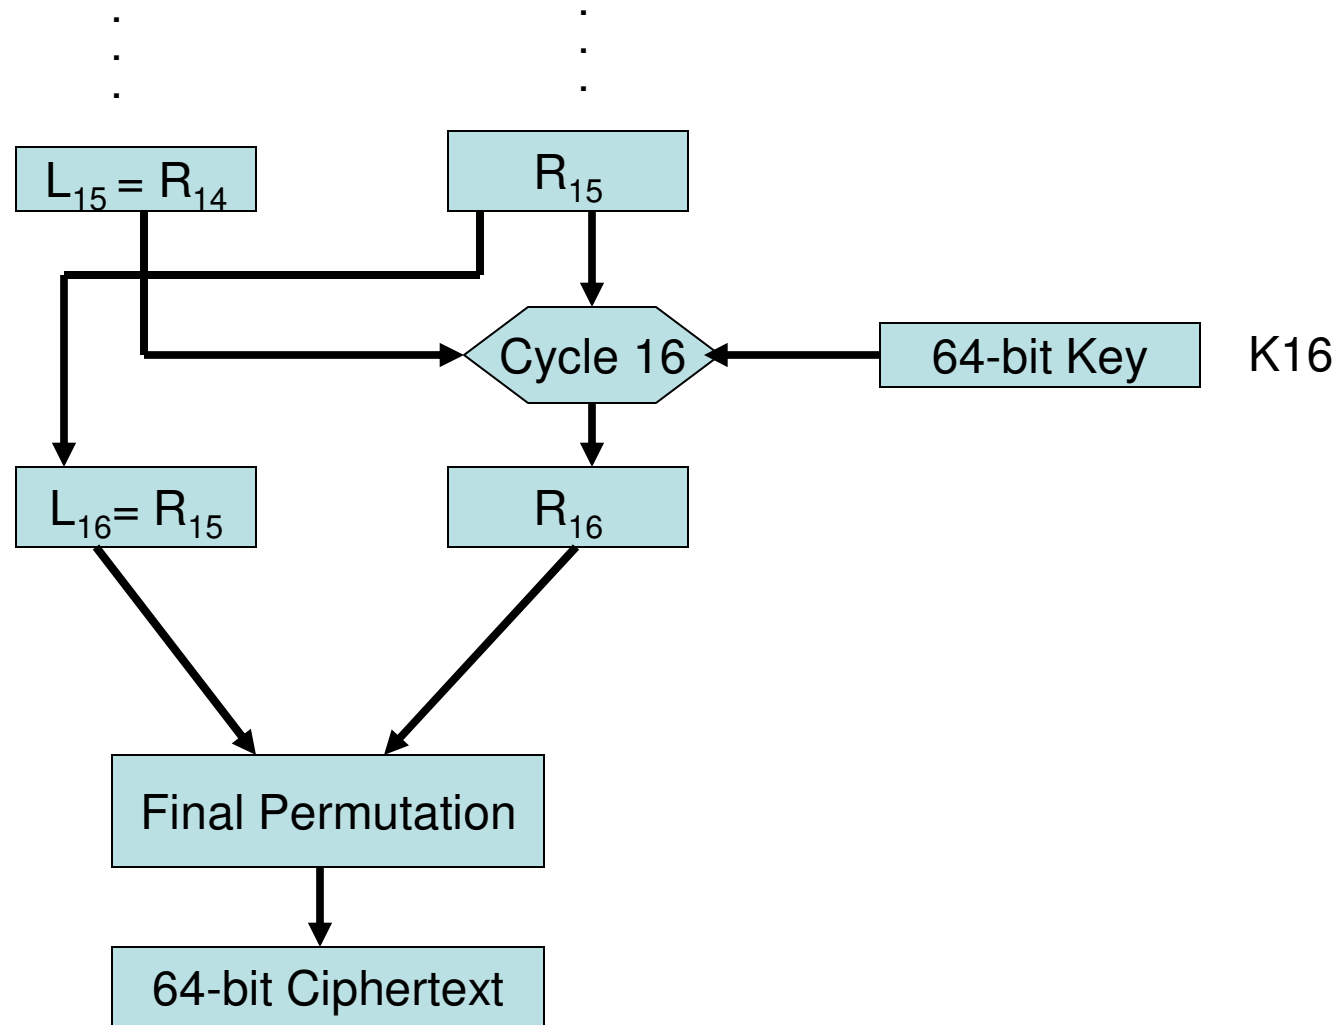 L₁₅ = R₁₄
R₁₅
Cycle 16
64-bit Key
K16
L₁₆= R₁₅
R₁₆
Final Permutation
64-bit Ciphertext